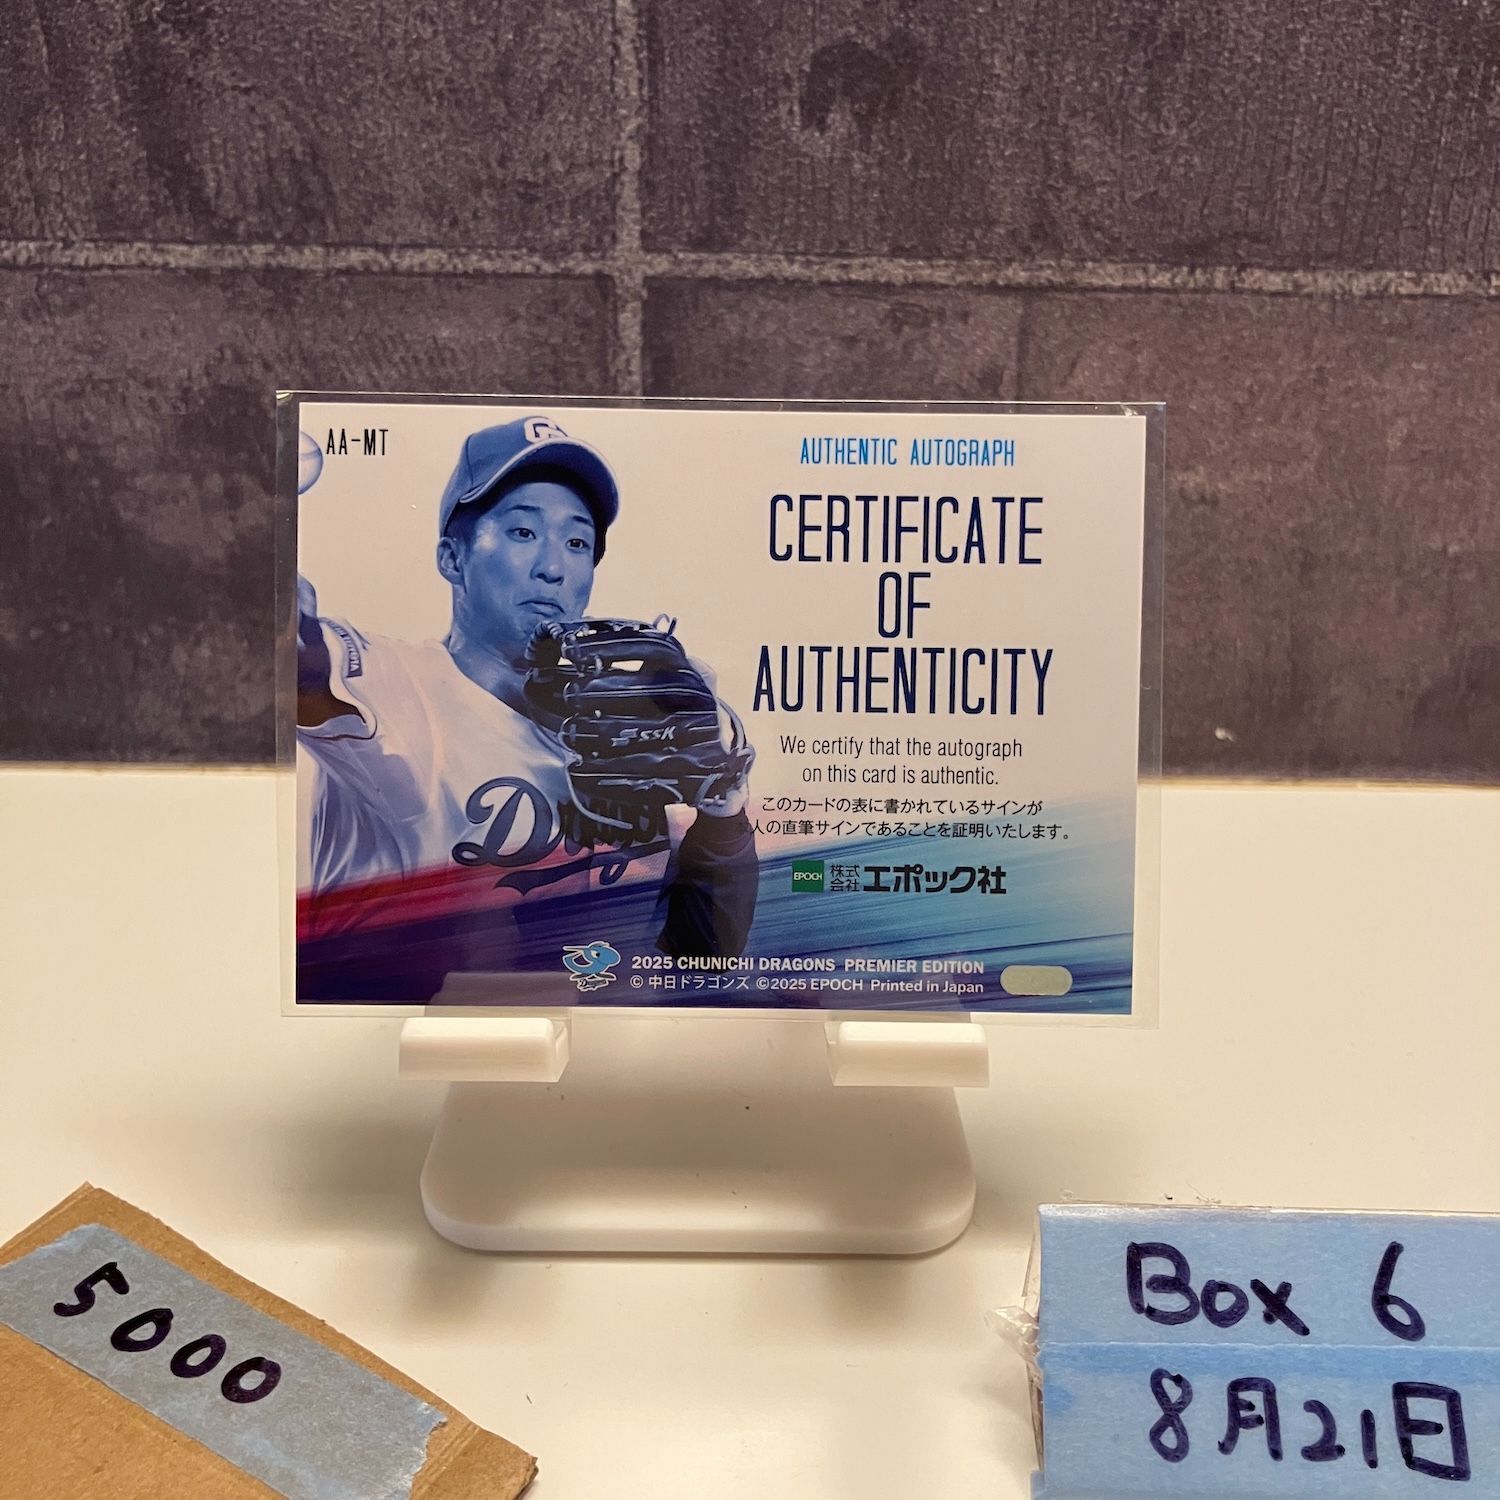 AA-MT
AUTHENTIC AUTOGRAPH
CERTIFICATE
OF
AUTHENTICITY
We certify that the autograph
on this card is authentic.
このカードの表に書かれているサインが
本人の直筆サインであることを証明いたします。
EPOCH 株式会社 エポック社
SSK
Dragons
2025 CHUNICHI DRAGONS PREMIER EDITION
© 中日ドラゴンズ ©2025 EPOCH Printed in Japan
5000
Box 6
8月21日